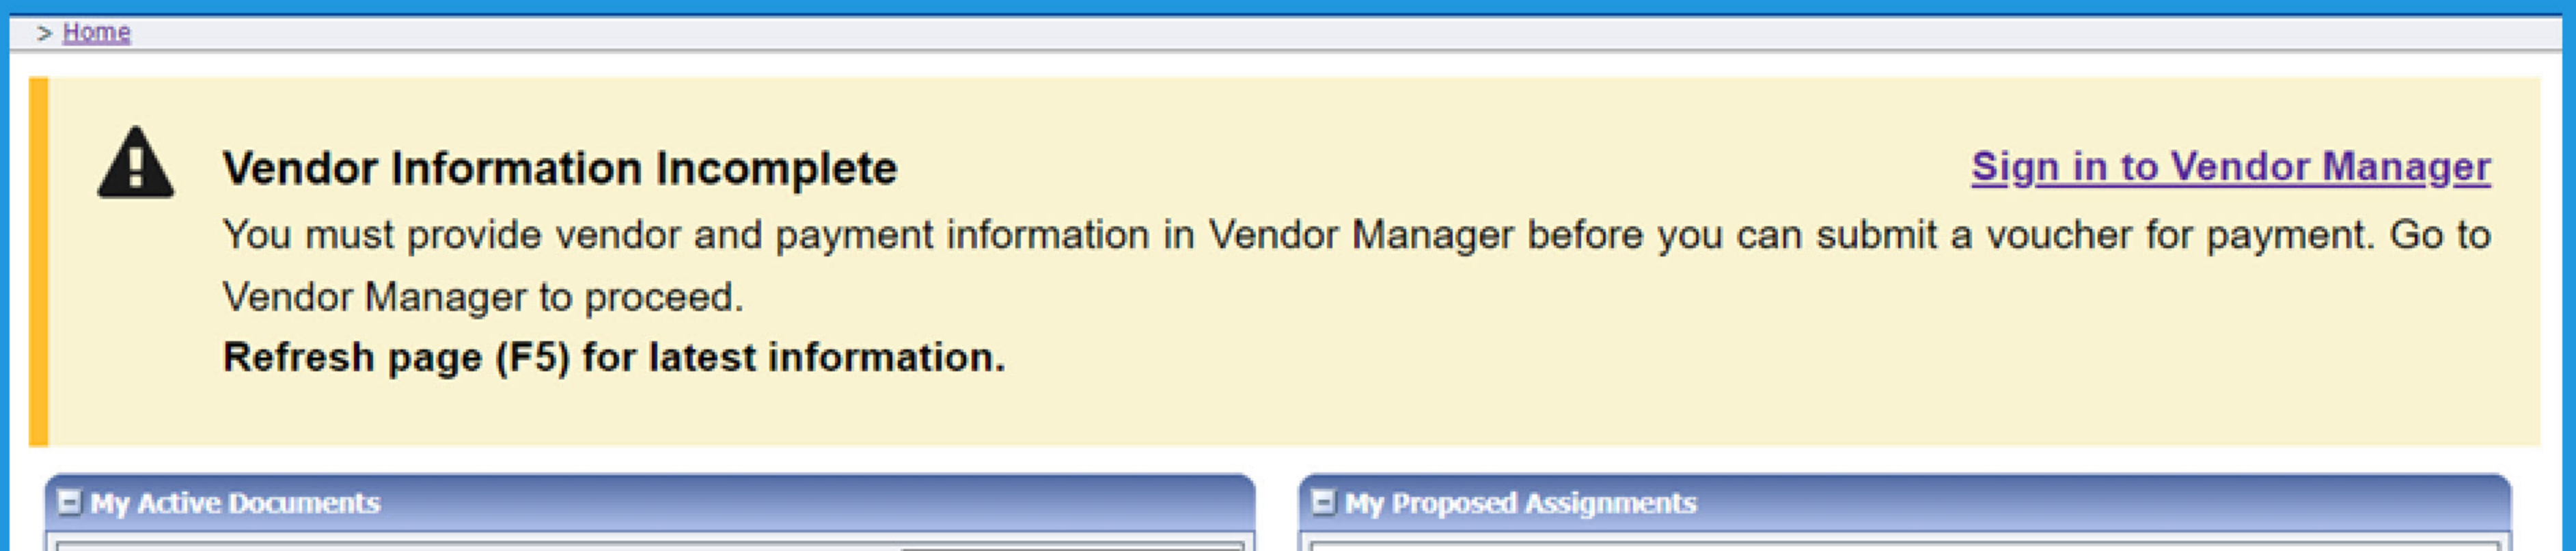 > Home
Vendor Information Incomplete
Sign in to Vendor Manager
You must provide vendor and payment information in Vendor Manager before you can submit a voucher for payment. Go to
Vendor Manager to proceed.
Refresh page (F5) for latest information.
My Active Documents
My Proposed Assignments